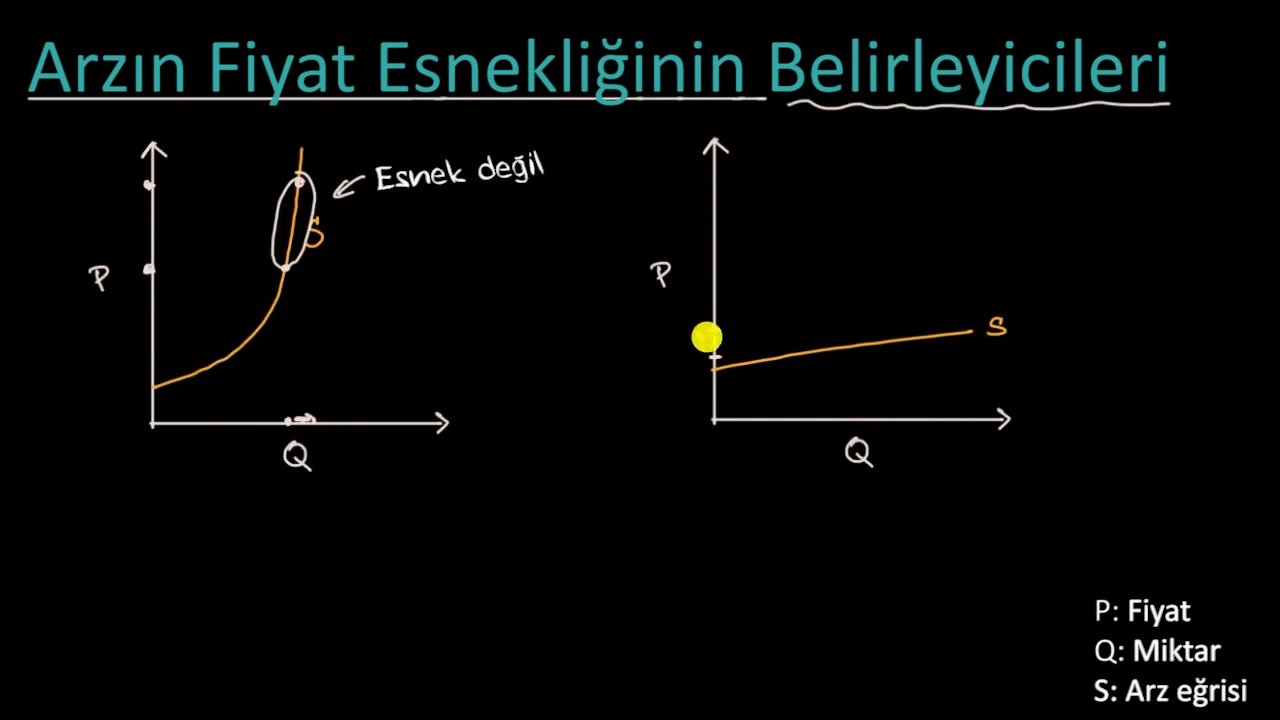 Arzın Fiyat Esnekliğinin Belirleyicileri
Esnek değil
S
P
Q
P
S
Q
P: Fiyat
Q: Miktar
S: Arz eğrisi